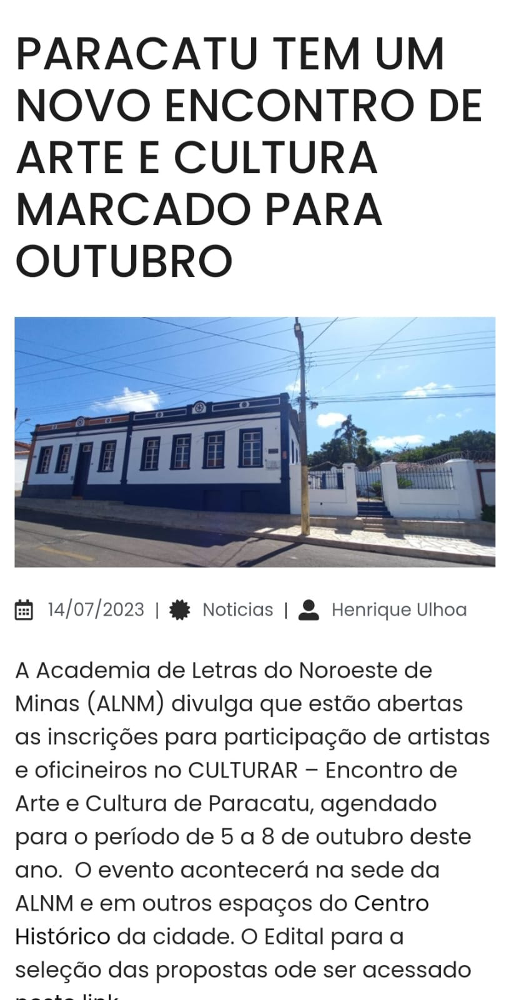 PARACATU TEM UM
NOVO ENCONTRO DE
ARTE E CULTURA
MARCADO PARA
OUTUBRO
14/07/2023 | Noticias | Henrique Ulhoa
A Academia de Letras do Noroeste de
Minas (ALNM) divulga que estão abertas
as inscrições para participação de artistas
e oficineiros no CULTURAR – Encontro de
Arte e Cultura de Paracatu, agendado
para o período de 5 a 8 de outubro deste
ano.  O evento acontecerá na sede da
ALNM e em outros espaços do Centro
Histórico da cidade. O Edital para a
seleção das propostas ode ser acessado
neste link